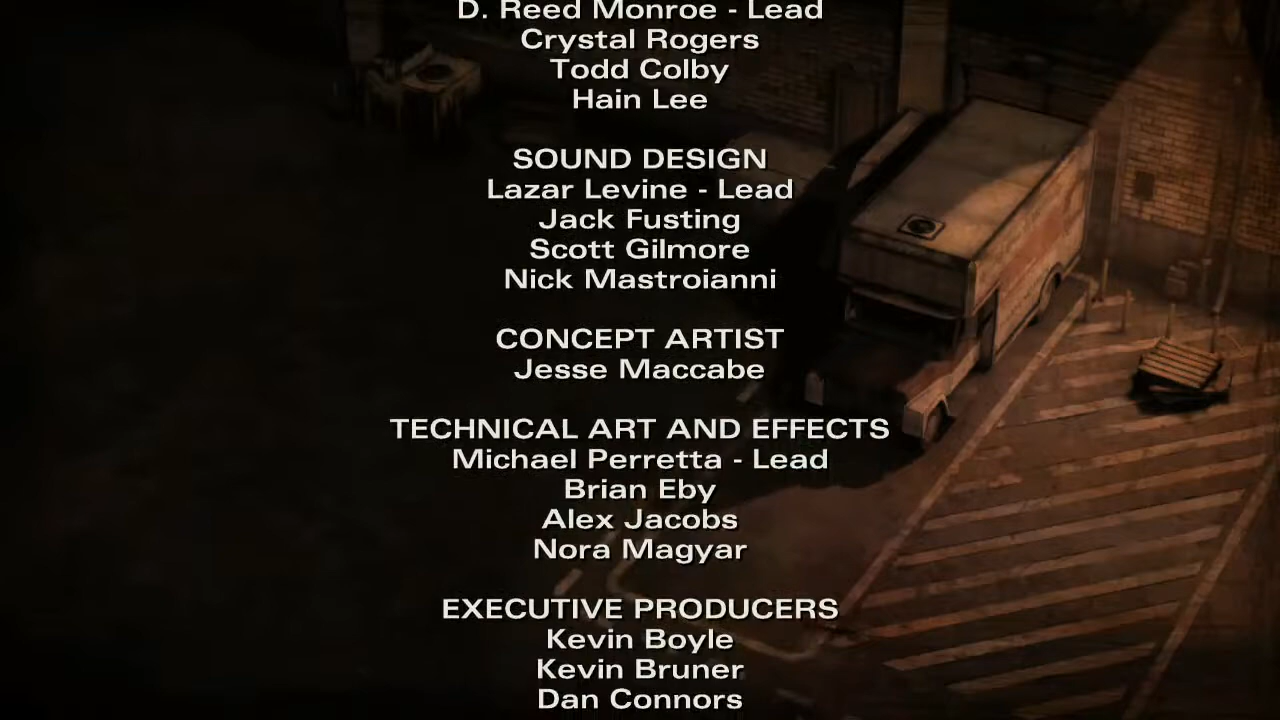 D. Reed Monroe - Lead
Crystal Rogers
Todd Colby
Hain Lee
SOUND DESIGN
Lazar Levine - Lead
Jack Fusting
Scott Gilmore
Nick Mastroianni
CONCEPT ARTIST
Jesse Maccabe
TECHNICAL ART AND EFFECTS
Michael Perretta - Lead
Brian Eby
Alex Jacobs
Nora Magyar
EXECUTIVE PRODUCERS
Kevin Boyle
Kevin Bruner
Dan Connors